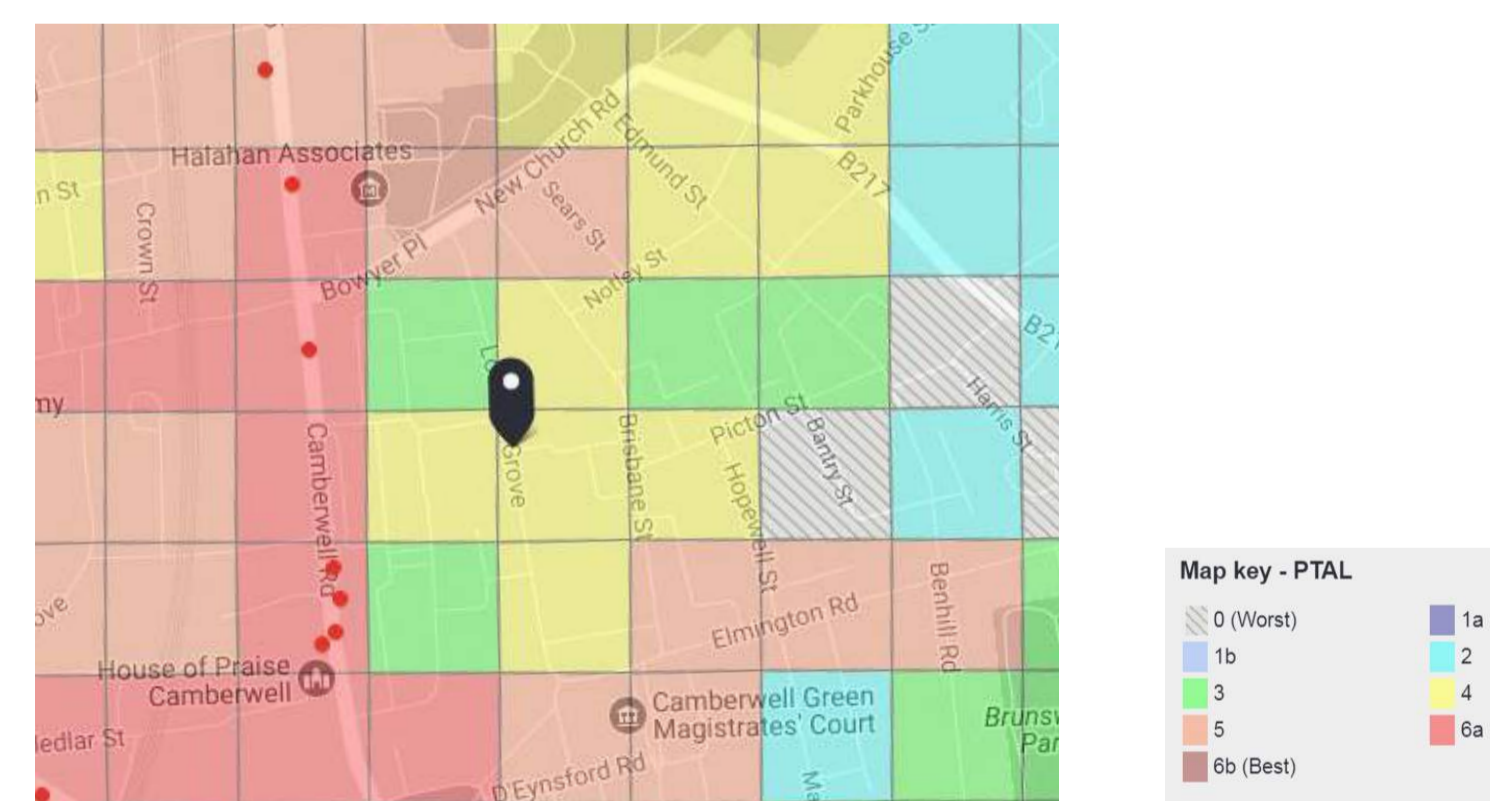 Parkhouse S
Halahan Associates
New Church Rd
Edmund St
B217
n St
Crown St
Sears St
Bowyer Pl
Notley St
B21
Harris St
my
Grove
Camberwell Rd
Brisbane St
Picton St
Bantry St
Hopewell St
Benhill Rd
Elmington Rd
ove
House of Praise
Camberwell
Camberwell Green
Magistrates' Court
Brunsw
Par
edlar St
D'Eynsford Rd
Ma
Map key - PTAL
0 (Worst)
1a
1b
2
3
4
5
6a
6b (Best)